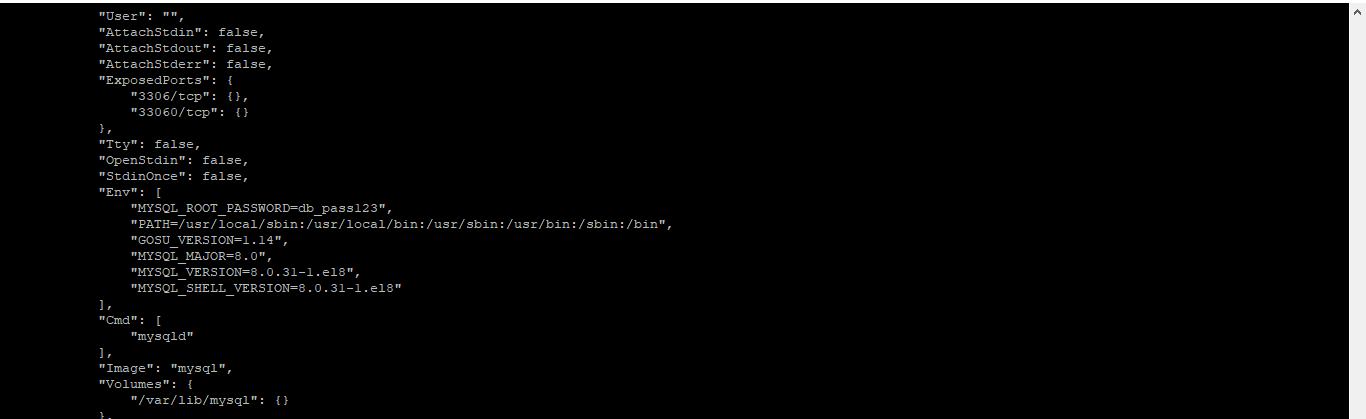 "User": "",
"AttachStdin": false,
"AttachStdout": false,
"AttachStderr": false,
"ExposedPorts": {
"3306/tcp": {},
"33060/tcp": {}
},
"Tty": false,
"OpenStdin": false,
"StdinOnce": false,
"Env": [
"MYSQL_ROOT_PASSWORD=db_pass123",
"PATH=/usr/local/sbin:/usr/local/bin:/usr/sbin:/usr/bin:/sbin:/bin",
"GOSU_VERSION=1.14",
"MYSQL_MAJOR=8.0",
"MYSQL_VERSION=8.0.31-1.el8",
"MYSQL_SHELL_VERSION=8.0.31-1.el8"
],
"Cmd": [
"mysqld"
],
"Image": "mysql",
"Volumes": {
"/var/lib/mysql": {}
},